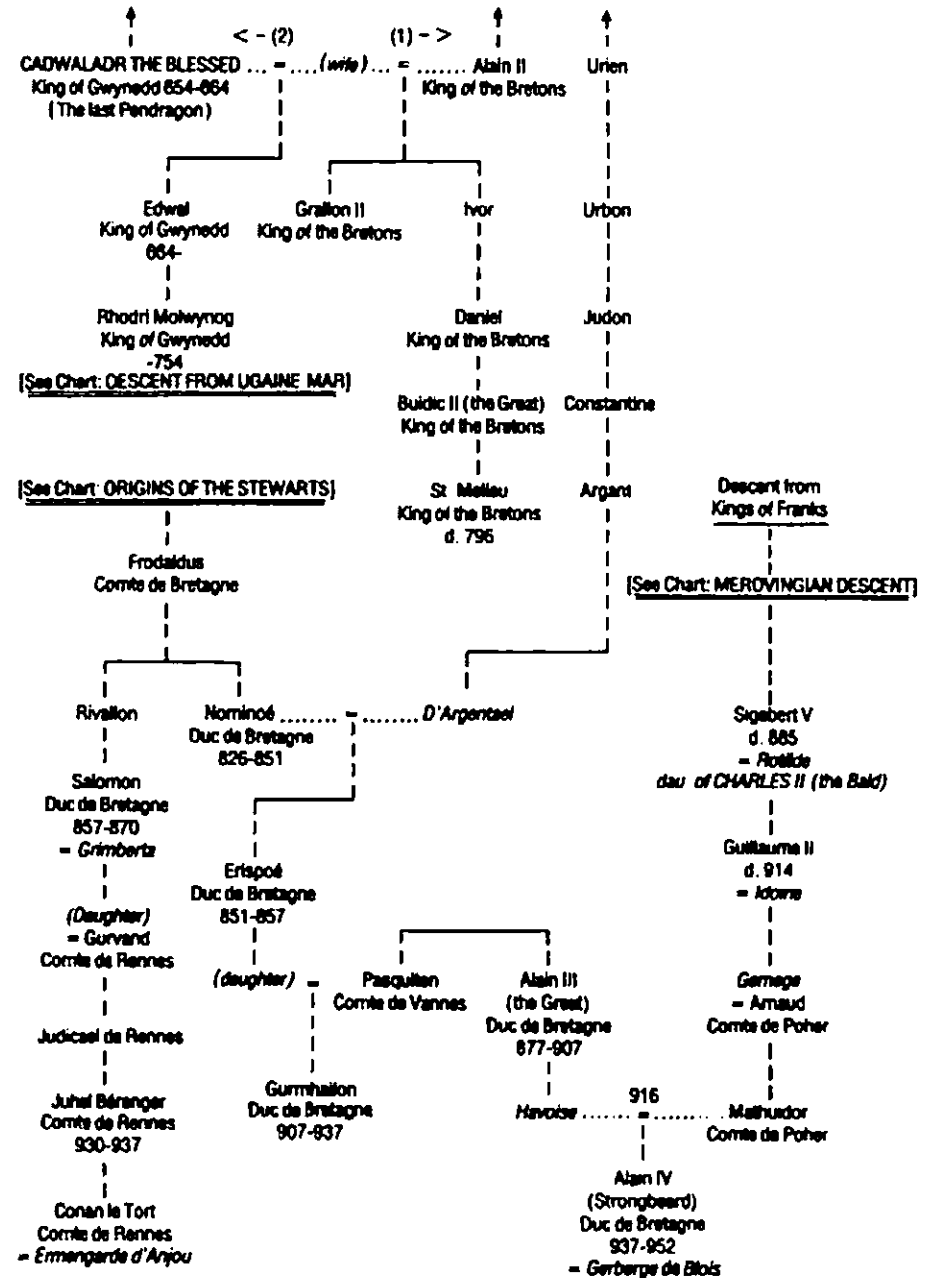 < - (2) (1) - >
CADWALADR THE BLESSED ... = .... (wife) ... = ....... Alain II Urien
King of Gwynedd 654-664 King of the Bretons
( The last Pendragon )
Edwal Grallon II Ivor Urbon
King of Gwynedd King of the Bretons
664-
Rhodri Molwynog Daniel Judon
King of Gwynedd King of the Bretons
-754
[See Chart: DESCENT FROM UGAINE MAR]
Buidic II (the Great) Constantine
King of the Bretons
[See Chart: ORIGINS OF THE STEWARTS]
St Melleu Argant Descent from
King of the Bretons Kings of Franks
d. 796
Frodaldus
Comte de Bretagne
[See Chart: MEROVINGIAN DESCENT]
Rivallon Nominoé ........ = ........ D'Argentael Sigebert V
Duc de Bretagne d. 885
826-851 = Rotilde
dau of CHARLES II (the Bald)
Salomon
Duc de Bretagne
857-870
= Grimbertz
Guillaume II
d. 914
= Idoine
Erispoé
Duc de Bretagne
851-857
(Daughter)
= Gurvand
Comte de Rennes
(daughter) = Pasquiten Alain III Gernage
Comte de Vannes (the Great) = Arnaud
Duc de Bretagne Comte de Poher
877-907
Judicael de Rennes
Juhel Bérenger Gurmhailon 916
Comte de Rennes Duc de Bretagne Havoise ....... = ....... Mathuidor
930-937 907-937 Comte de Poher
Conan le Tort Alain IV
Comte de Rennes (Strongbeard)
= Ermengarde d'Anjou Duc de Bretagne
937-952
= Gerberge de Blois